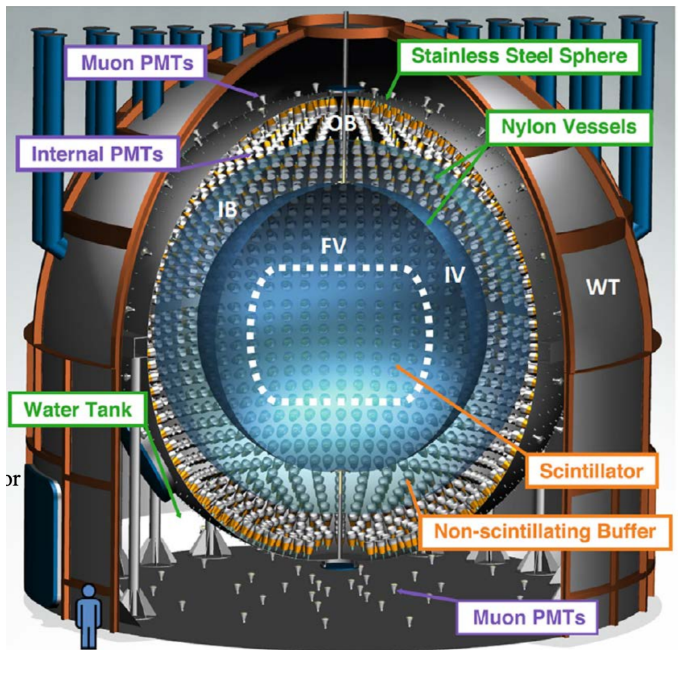 Stainless Steel Sphere
Muon PMTs
OB
Nylon Vessels
Internal PMTs
IB
FV
IV
WT
Water Tank
or
Scintillator
Non-scintillating Buffer
Muon PMTs